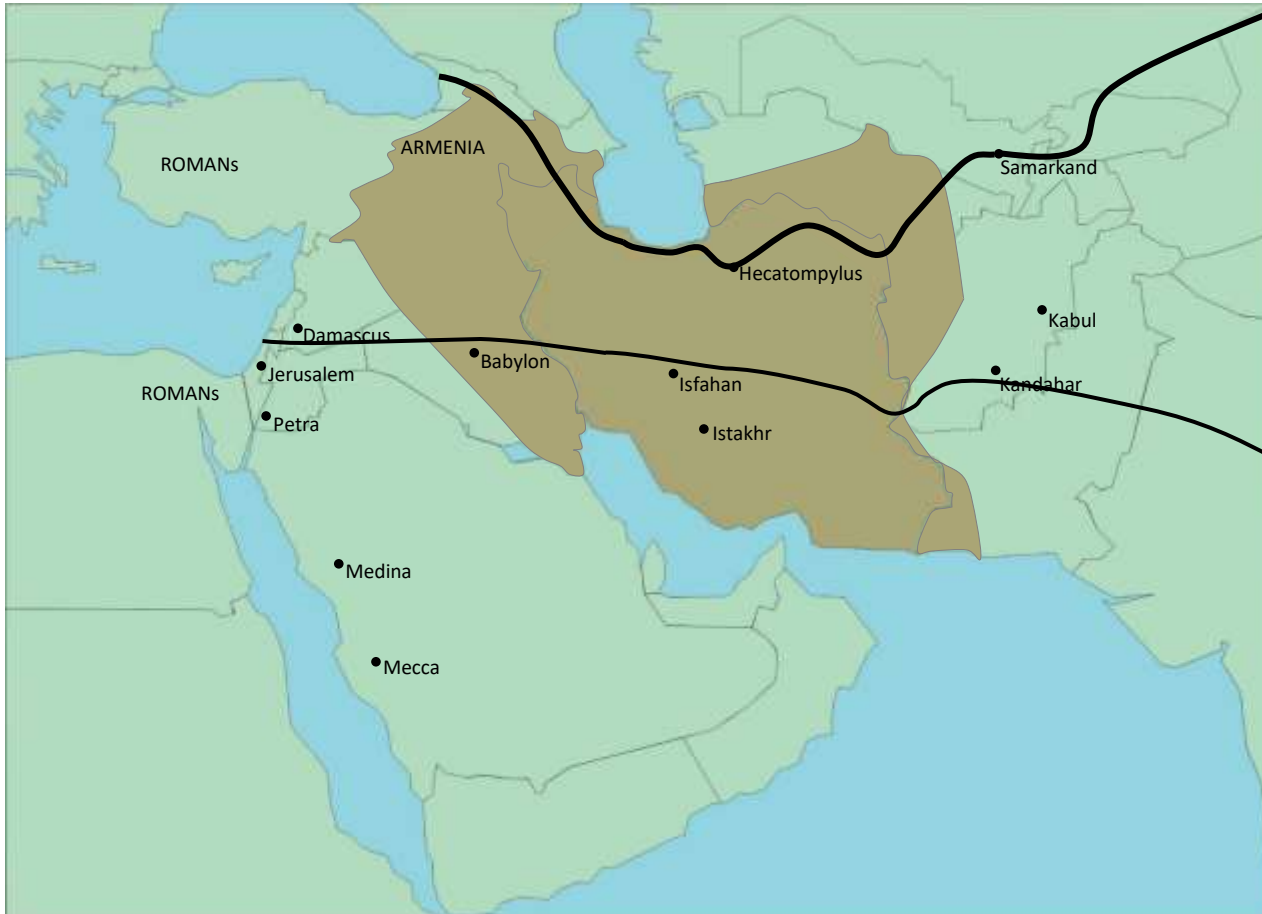 ARMENIA
ROMANs
Samarkand
Hecatompylus
Kabul
Damascus
Babylon
Jerusalem
Isfahan
Kandahar
ROMANs
Petra
Istakhr
Medina
Mecca